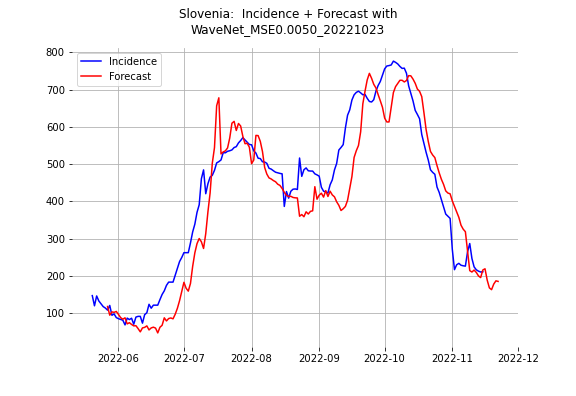 Slovenia:  Incidence + Forecast with
WaveNet_MSE0.0050_20221023
Incidence
Forecast
800
700
600
500
400
300
200
100
2022-06 2022-07 2022-08 2022-09 2022-10 2022-11 2022-12